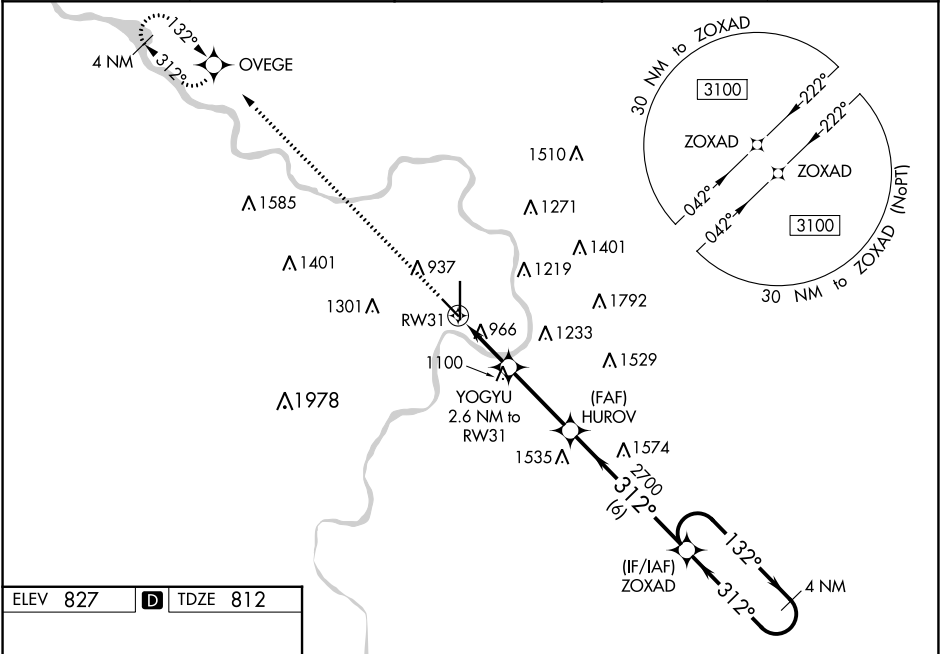 132°
4 NM
312°
OVEGE
30 NM to ZOXAD
3100
222°
ZOXAD
042°
222°
ZOXAD
042°
3100
30 NM to ZOXAD (NoPT)
1510
1585
1271
1401
1401
937
1219
1301
1792
RW31
966
1233
1100
1529
YOGYU
2.6 NM to
RW31
(FAF)
HUROV
1978
1535
1574
2700
312°
(6)
(IF/IAF)
ZOXAD
132°
312°
4 NM
ELEV 827 D TDZE 812